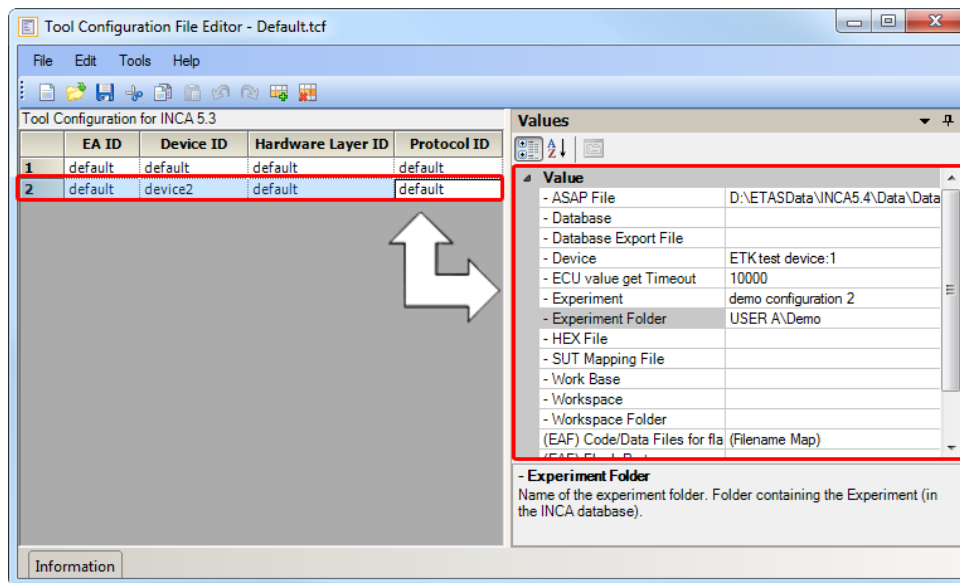 Tool Configuration File Editor - Default.tcf
File Edit Tools Help
Tool Configuration for INCA 5.3
EA ID Device ID Hardware Layer ID Protocol ID
1 default default default default
2 default device2 default default
Values
Value
- ASAP File D:\ETASData\INCA5.4\Data\Data
- Database
- Database Export File
- Device ETK test device:1
- ECU value get Timeout 10000
- Experiment demo configuration 2
- Experiment Folder USER A\Demo
- HEX File
- SUT Mapping File
- Work Base
- Workspace
- Workspace Folder
(EAF) Code/Data Files for fla (Filename Map)
- Experiment Folder
Name of the experiment folder. Folder containing the Experiment (in
the INCA database).
Information